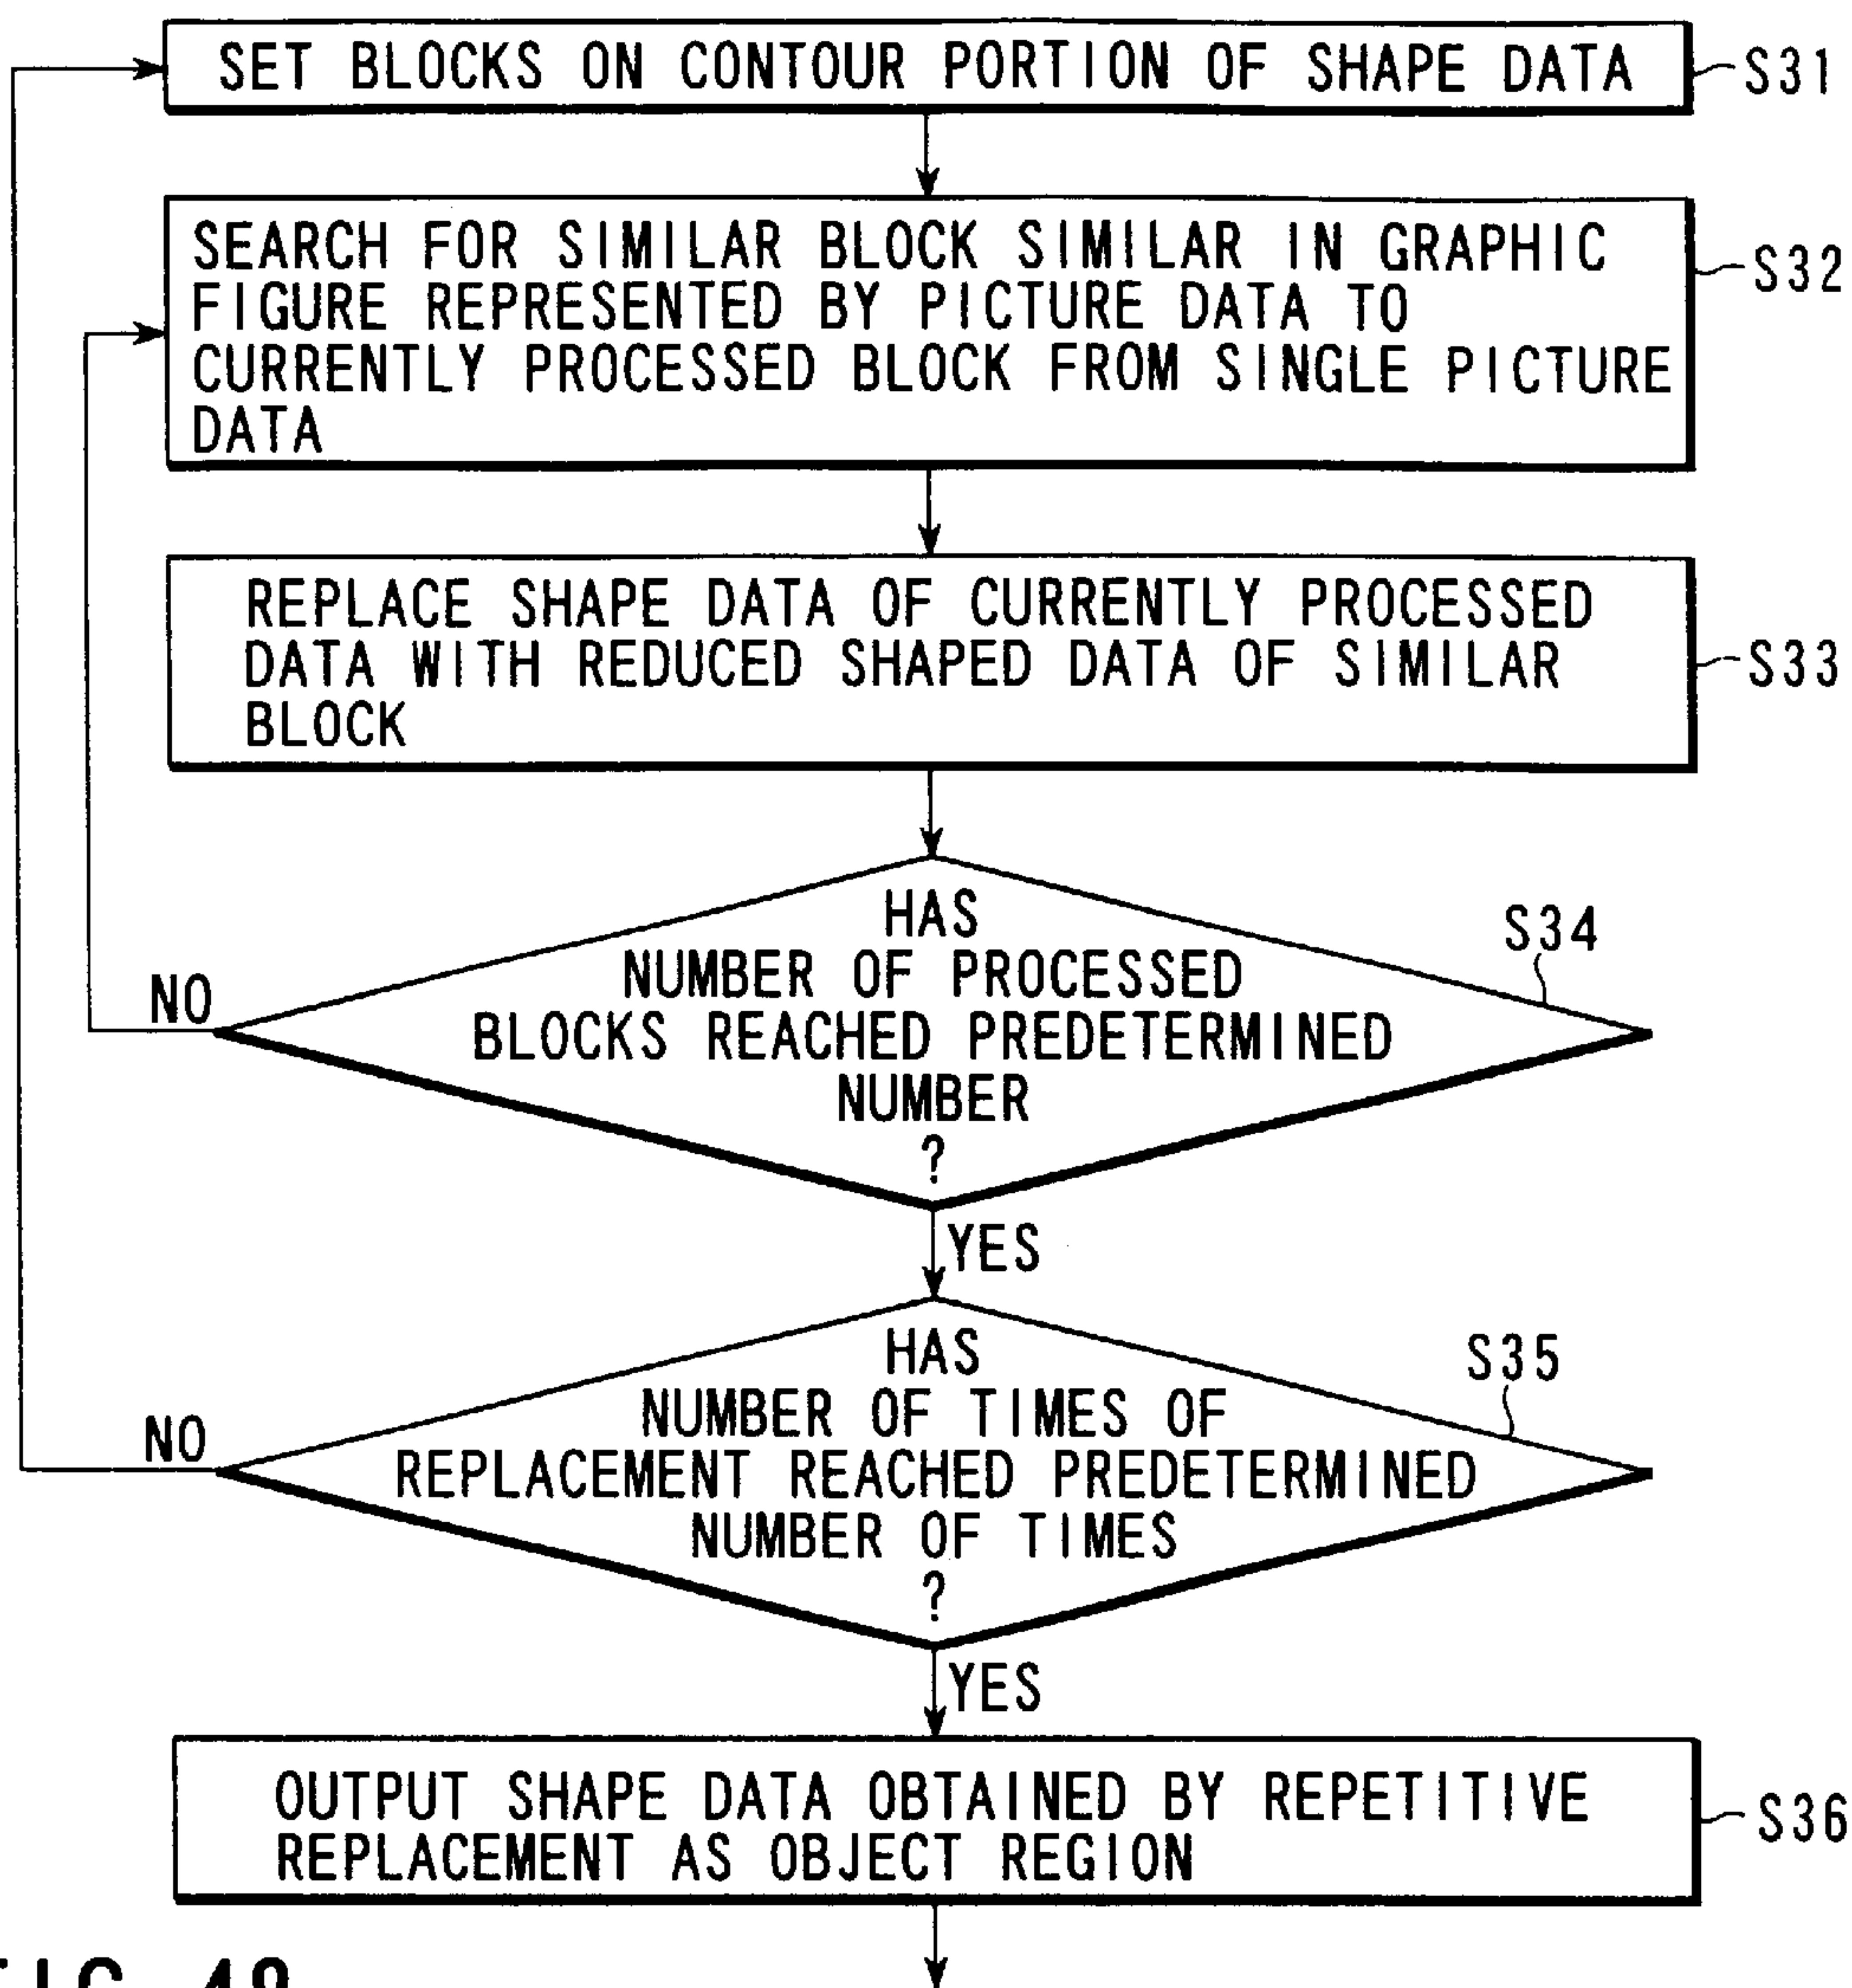 SET BLOCKS ON CONTOUR PORTION OF SHAPE DATA
S31
SEARCH FOR SIMILAR BLOCK SIMILAR IN GRAPHIC
FIGURE REPRESENTED BY PICTURE DATA TO
CURRENTLY PROCESSED BLOCK FROM SINGLE PICTURE
DATA
S32
REPLACE SHAPE DATA OF CURRENTLY PROCESSED
DATA WITH REDUCED SHAPED DATA OF SIMILAR
BLOCK
S33
HAS
NUMBER OF PROCESSED
BLOCKS REACHED PREDETERMINED
NUMBER
?
S34
NO
YES
HAS
NUMBER OF TIMES OF
REPLACEMENT REACHED PREDETERMINED
NUMBER OF TIMES
?
S35
NO
YES
OUTPUT SHAPE DATA OBTAINED BY REPETITIVE
REPLACEMENT AS OBJECT REGION
S36